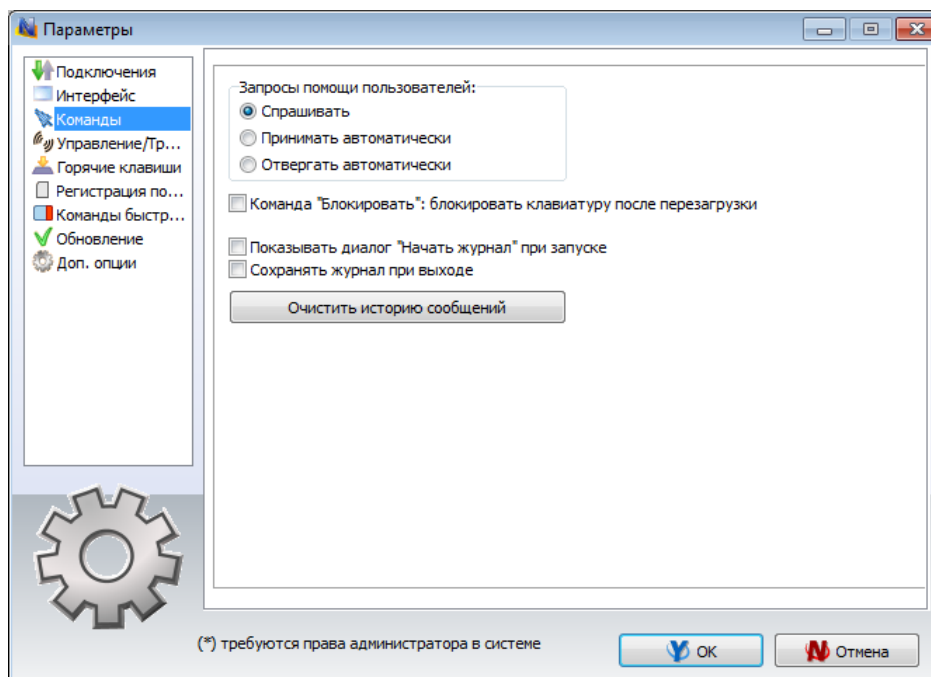 Параметры
Подключения
Интерфейс
Команды
Управление/Тр...
Горячие клавиши
Регистрация по...
Команды быстр...
Обновление
Доп. опции
Запросы помощи пользователей:
Спрашивать
Принимать автоматически
Отвергать автоматически
Команда "Блокировать": блокировать клавиатуру после перезагрузки
Показывать диалог "Начать журнал" при запуске
Сохранять журнал при выходе
Очистить историю сообщений
(*) требуются права администратора в системе
OK
Отмена